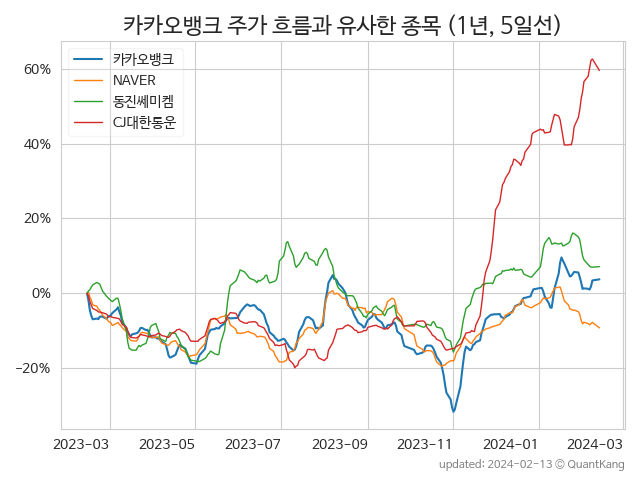 카카오뱅크 주가 흐름과 유사한 종목 (1년, 5일선)
카카오뱅크
NAVER
동진쎄미켐
CJ대한통운
60%
40%
20%
0%
−20%
2023-03 2023-05 2023-07 2023-09 2023-11 2024-01 2024-03
updated: 2024-02-13 © QuantKang